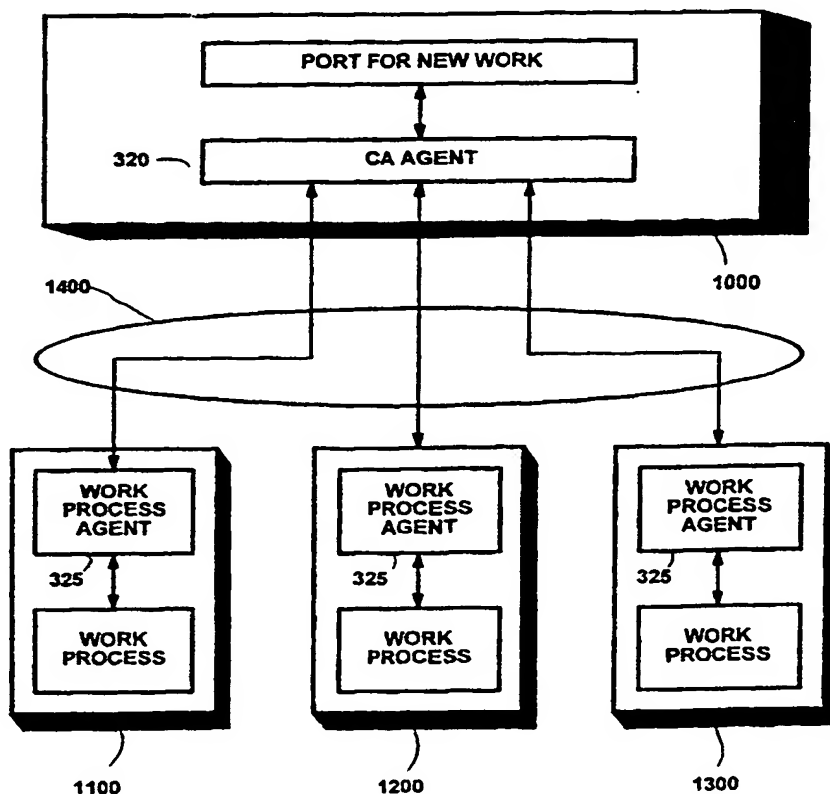 PORT FOR NEW WORK
320
CA AGENT
1000
1400
WORK
PROCESS
AGENT
325
WORK
PROCESS
WORK
PROCESS
AGENT
325
WORK
PROCESS
WORK
PROCESS
AGENT
325
WORK
PROCESS
1100
1200
1300